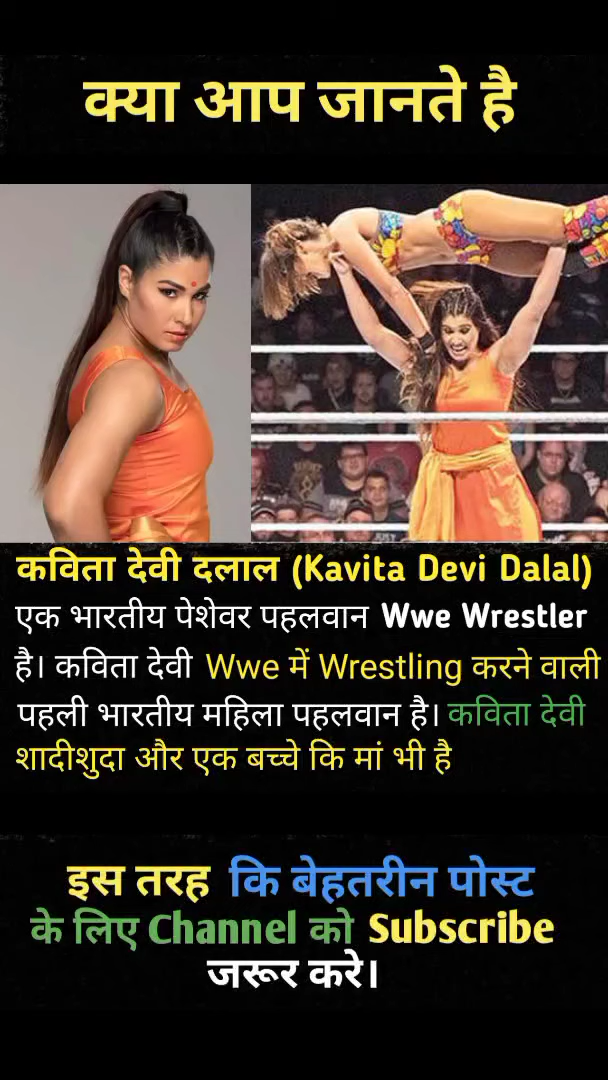 क्या आप जानते है
कविता देवी दलाल (Kavita Devi Dalal)
एक भारतीय पेशेवर पहलवान Wwe Wrestler
है। कविता देवी Wwe में Wrestling करने वाली
पहली भारतीय महिला पहलवान है। कविता देवी
शादीशुदा और एक बच्चे कि मां भी है
इस तरह कि बेहतरीन पोस्ट
के लिए Channel को Subscribe
जरूर करे।